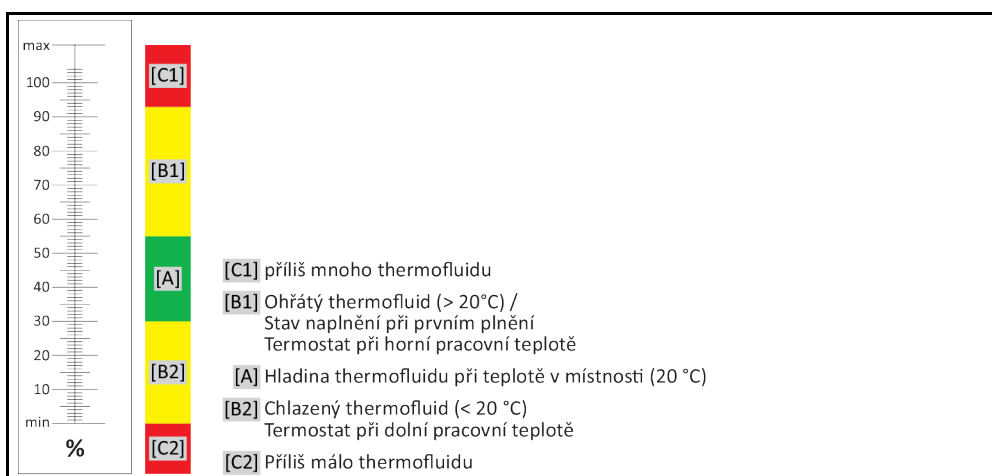 max
100
90
80
70
60
50
40
30
20
10
min
%
[C1]
[B1]
[A]
[B2]
[C2]
[C1] příliš mnoho thermofluidu
[B1] Ohřátý thermofluid (> 20°C) /
Stav naplnění při prvním plnění
Termostat při horní pracovní teplotě
[A] Hladina thermofluidu při teplotě v místnosti (20 °C)
[B2] Chlazený thermofluid (< 20 °C)
Termostat při dolní pracovní teplotě
[C2] Příliš málo thermofluidu